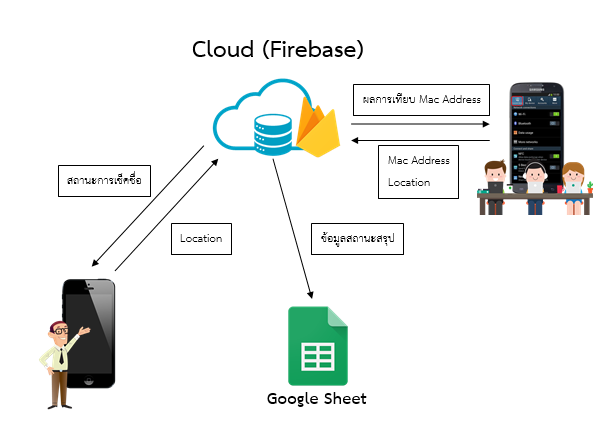 Cloud (Firebase)
ผลการเทียบ Mac Address
Mac Address
Location
สถานะการเช็คชื่อ
Location
ข้อมูลสถานะสรุป
Google Sheet